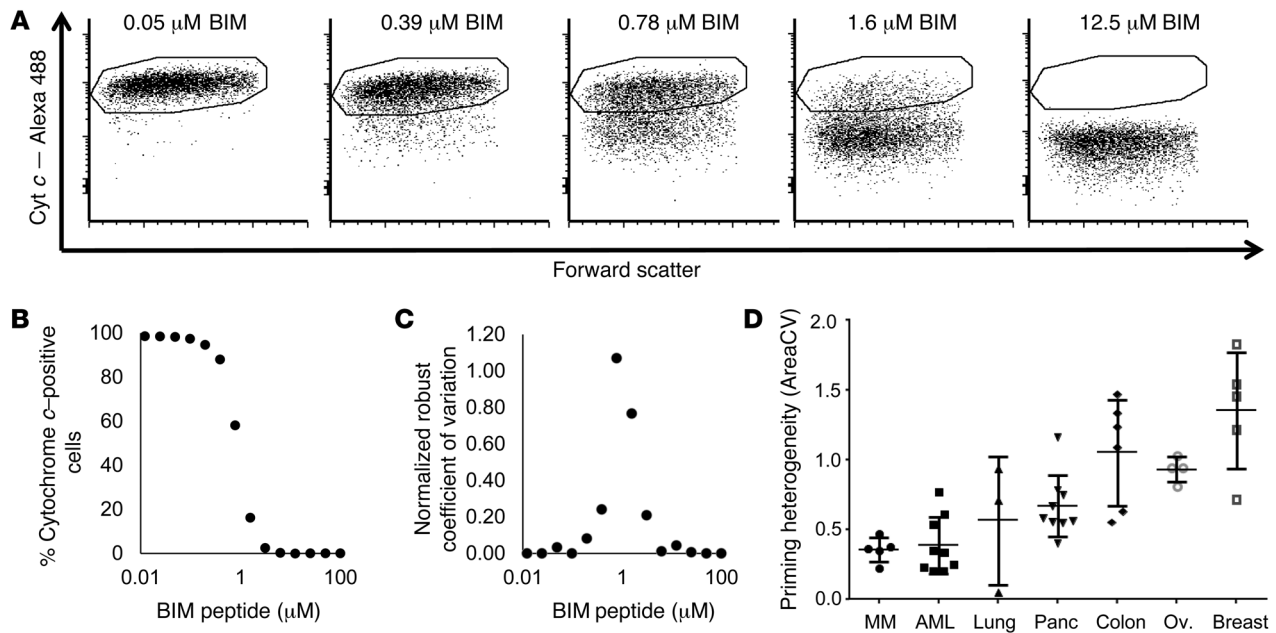 A
0.05 μM BIM
0.39 μM BIM
0.78 μM BIM
1.6 μM BIM
12.5 μM BIM
Cyt c – Alexa 488
Forward scatter
B
% Cytochrome c–positive
cells
100
80
60
40
20
0
0.01
1
100
BIM peptide (μM)
C
Normalized robust
coefficient of variation
1.20
1.00
0.80
0.60
0.40
0.20
0.00
0.01
1
100
BIM peptide (μM)
D
Priming heterogeneity (AreaCV)
2.0
1.5
1.0
0.5
0.0
MM
AML
Lung
Panc
Colon
Ov.
Breast